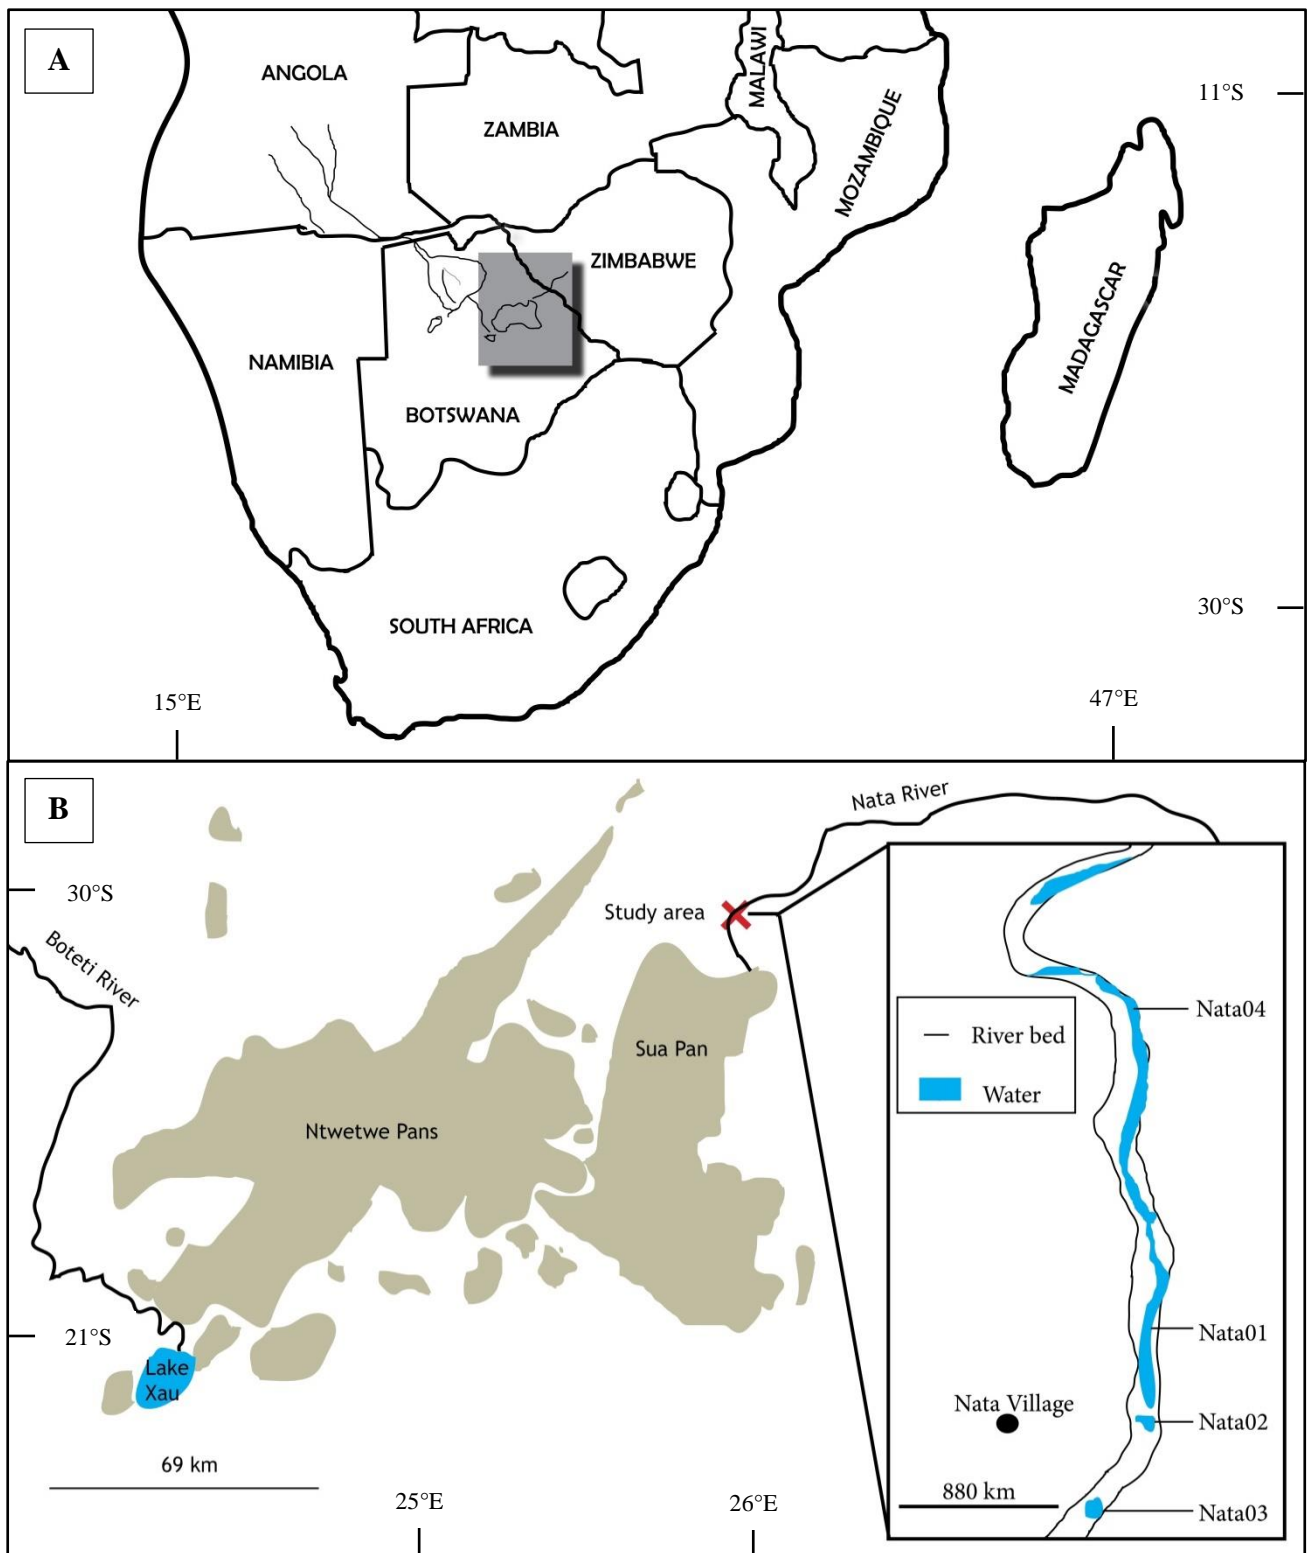 A
ANGOLA
ZAMBIA
MALAWI
MOZAMBIQUE
11°S
ZIMBABWE
MADAGASCAR
NAMIBIA
BOTSWANA
SOUTH AFRICA
30°S
15°E
47°E
B
Nata River
30°S
Study area
Boteti River
Nata04
River bed
Water
Sua Pan
Ntwetwe Pans
21°S
Lake
Xau
Nata01
Nata Village
Nata02
69 km
880 km
Nata03
25°E
26°E